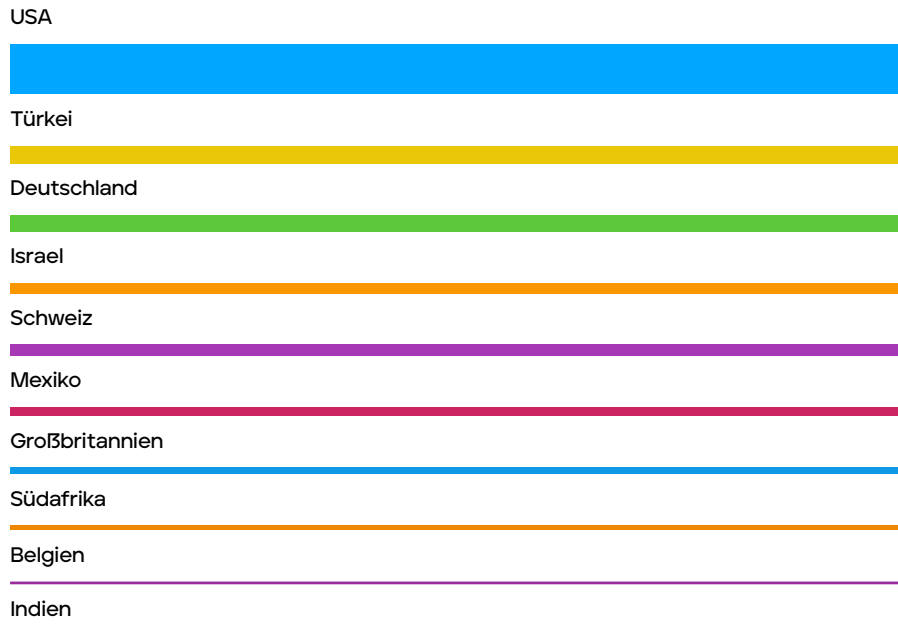 USA
Türkei
Deutschland
Israel
Schweiz
Mexiko
Großbritannien
Südafrika
Belgien
Indien